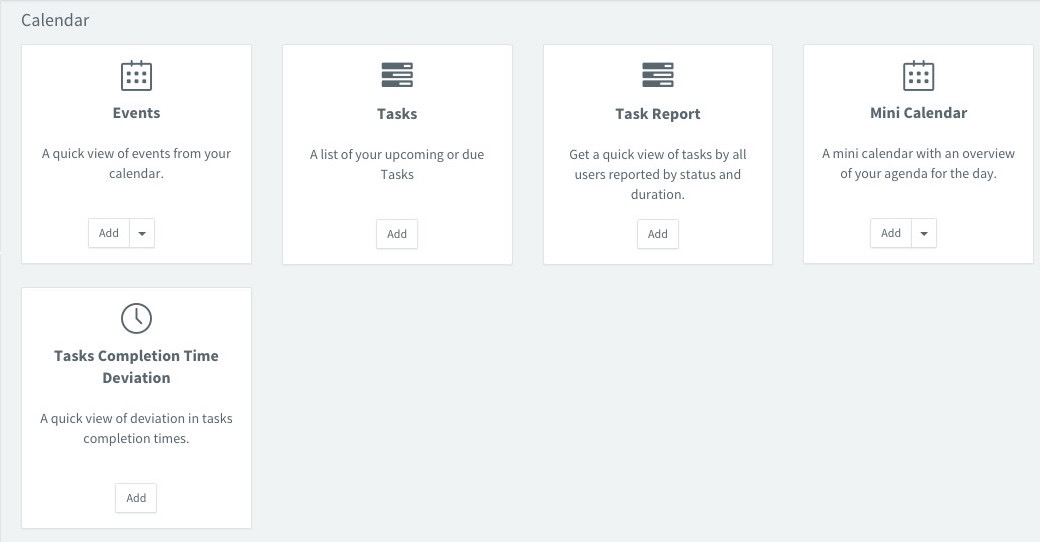 Calendar
Events
A quick view of events from your
calendar.
Add
Tasks
A list of your upcoming or due
Tasks
Add
Task Report
Get a quick view of tasks by all
users reported by status and
duration.
Add
Mini Calendar
A mini calendar with an overview
of your agenda for the day.
Add
Tasks Completion Time
Deviation
A quick view of deviation in tasks
completion times.
Add